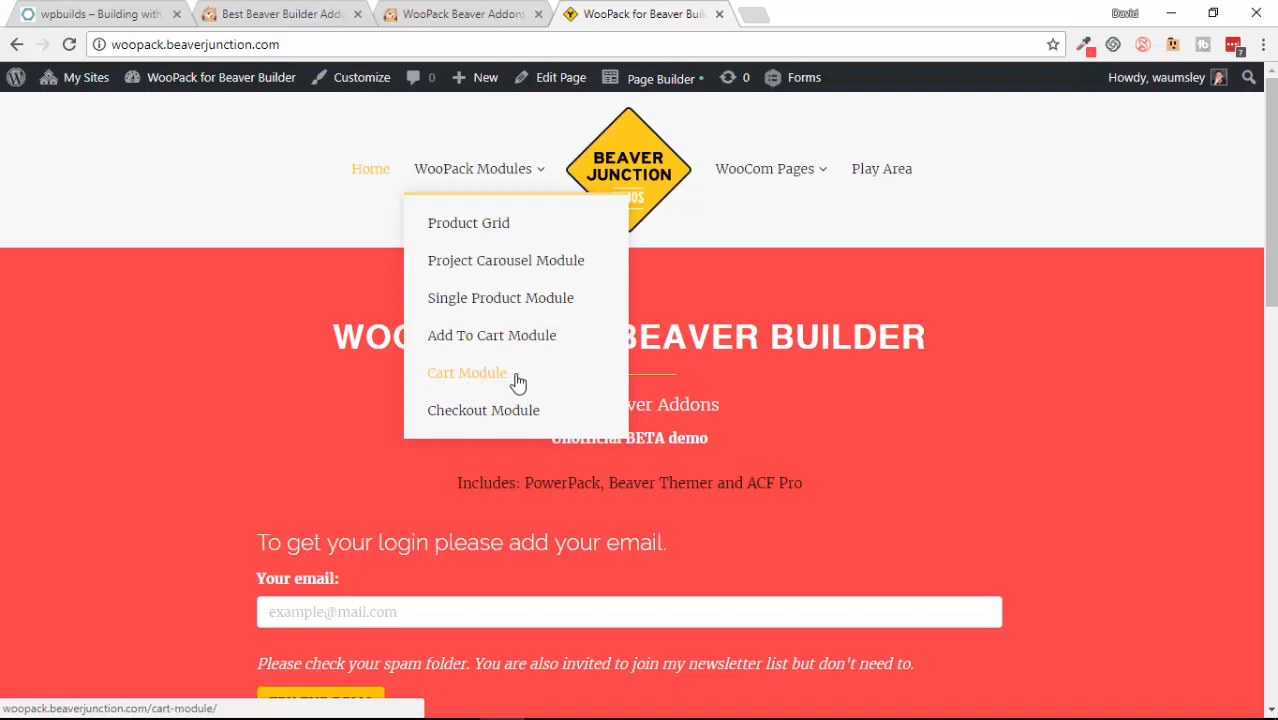 wpbuilds – Building with
Best Beaver Builder Add
WooPack Beaver Addons
WooPack for Beaver Bui
David
woopack.beaverjunction.com
7
My Sites
WooPack for Beaver Builder
Customize
0
New
Edit Page
Page Builder
0
Forms
Howdy, waumsley
Home
WooPack Modules
BEAVER
JUNCTION
WooCom Pages
Play Area
Product Grid
Project Carousel Module
Single Product Module
Add To Cart Module
Cart Module
Checkout Module
WOO
BEAVER BUILDER
ver Addons
Unofficial BETA demo
Includes: PowerPack, Beaver Themer and ACF Pro
To get your login please add your email.
Your email:
example@mail.com
Please check your spam folder. You are also invited to join my newsletter list but don't need to.
woopack.beaverjunction.com/cart-module/